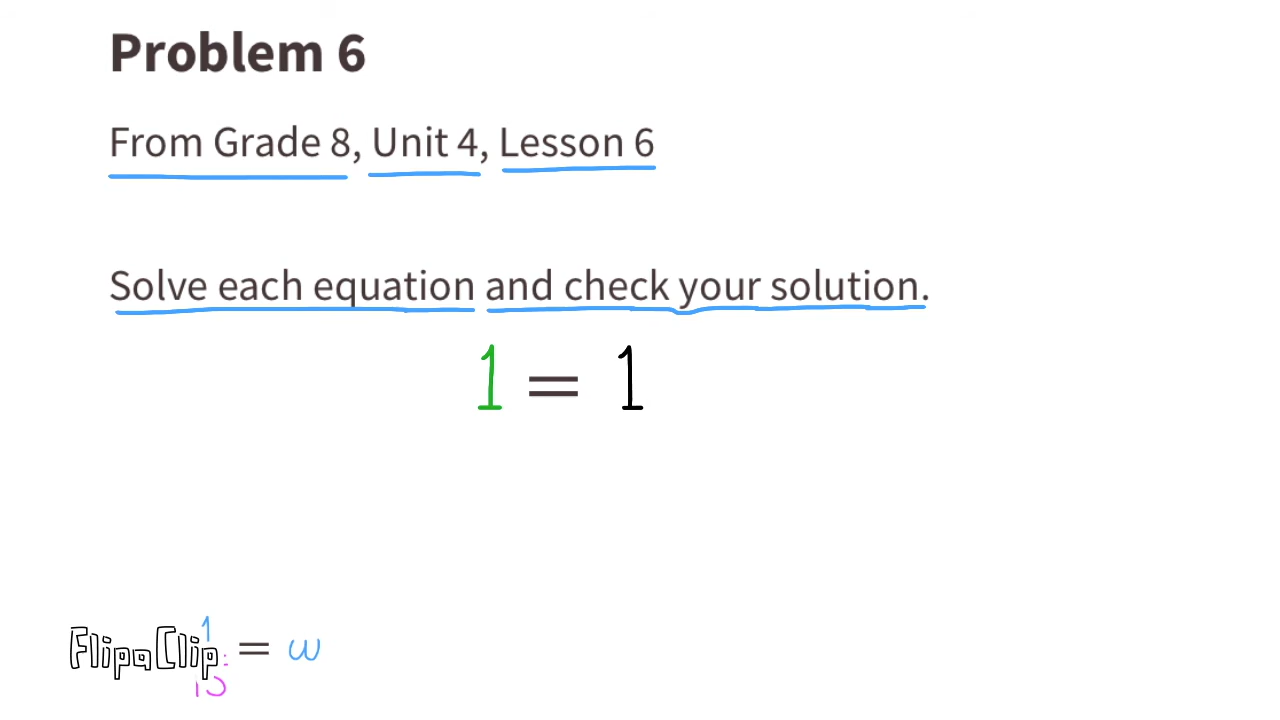 Problem 6
From Grade 8, Unit 4, Lesson 6
Solve each equation and check your solution.
1 = 1
FlipaClip 1 = w